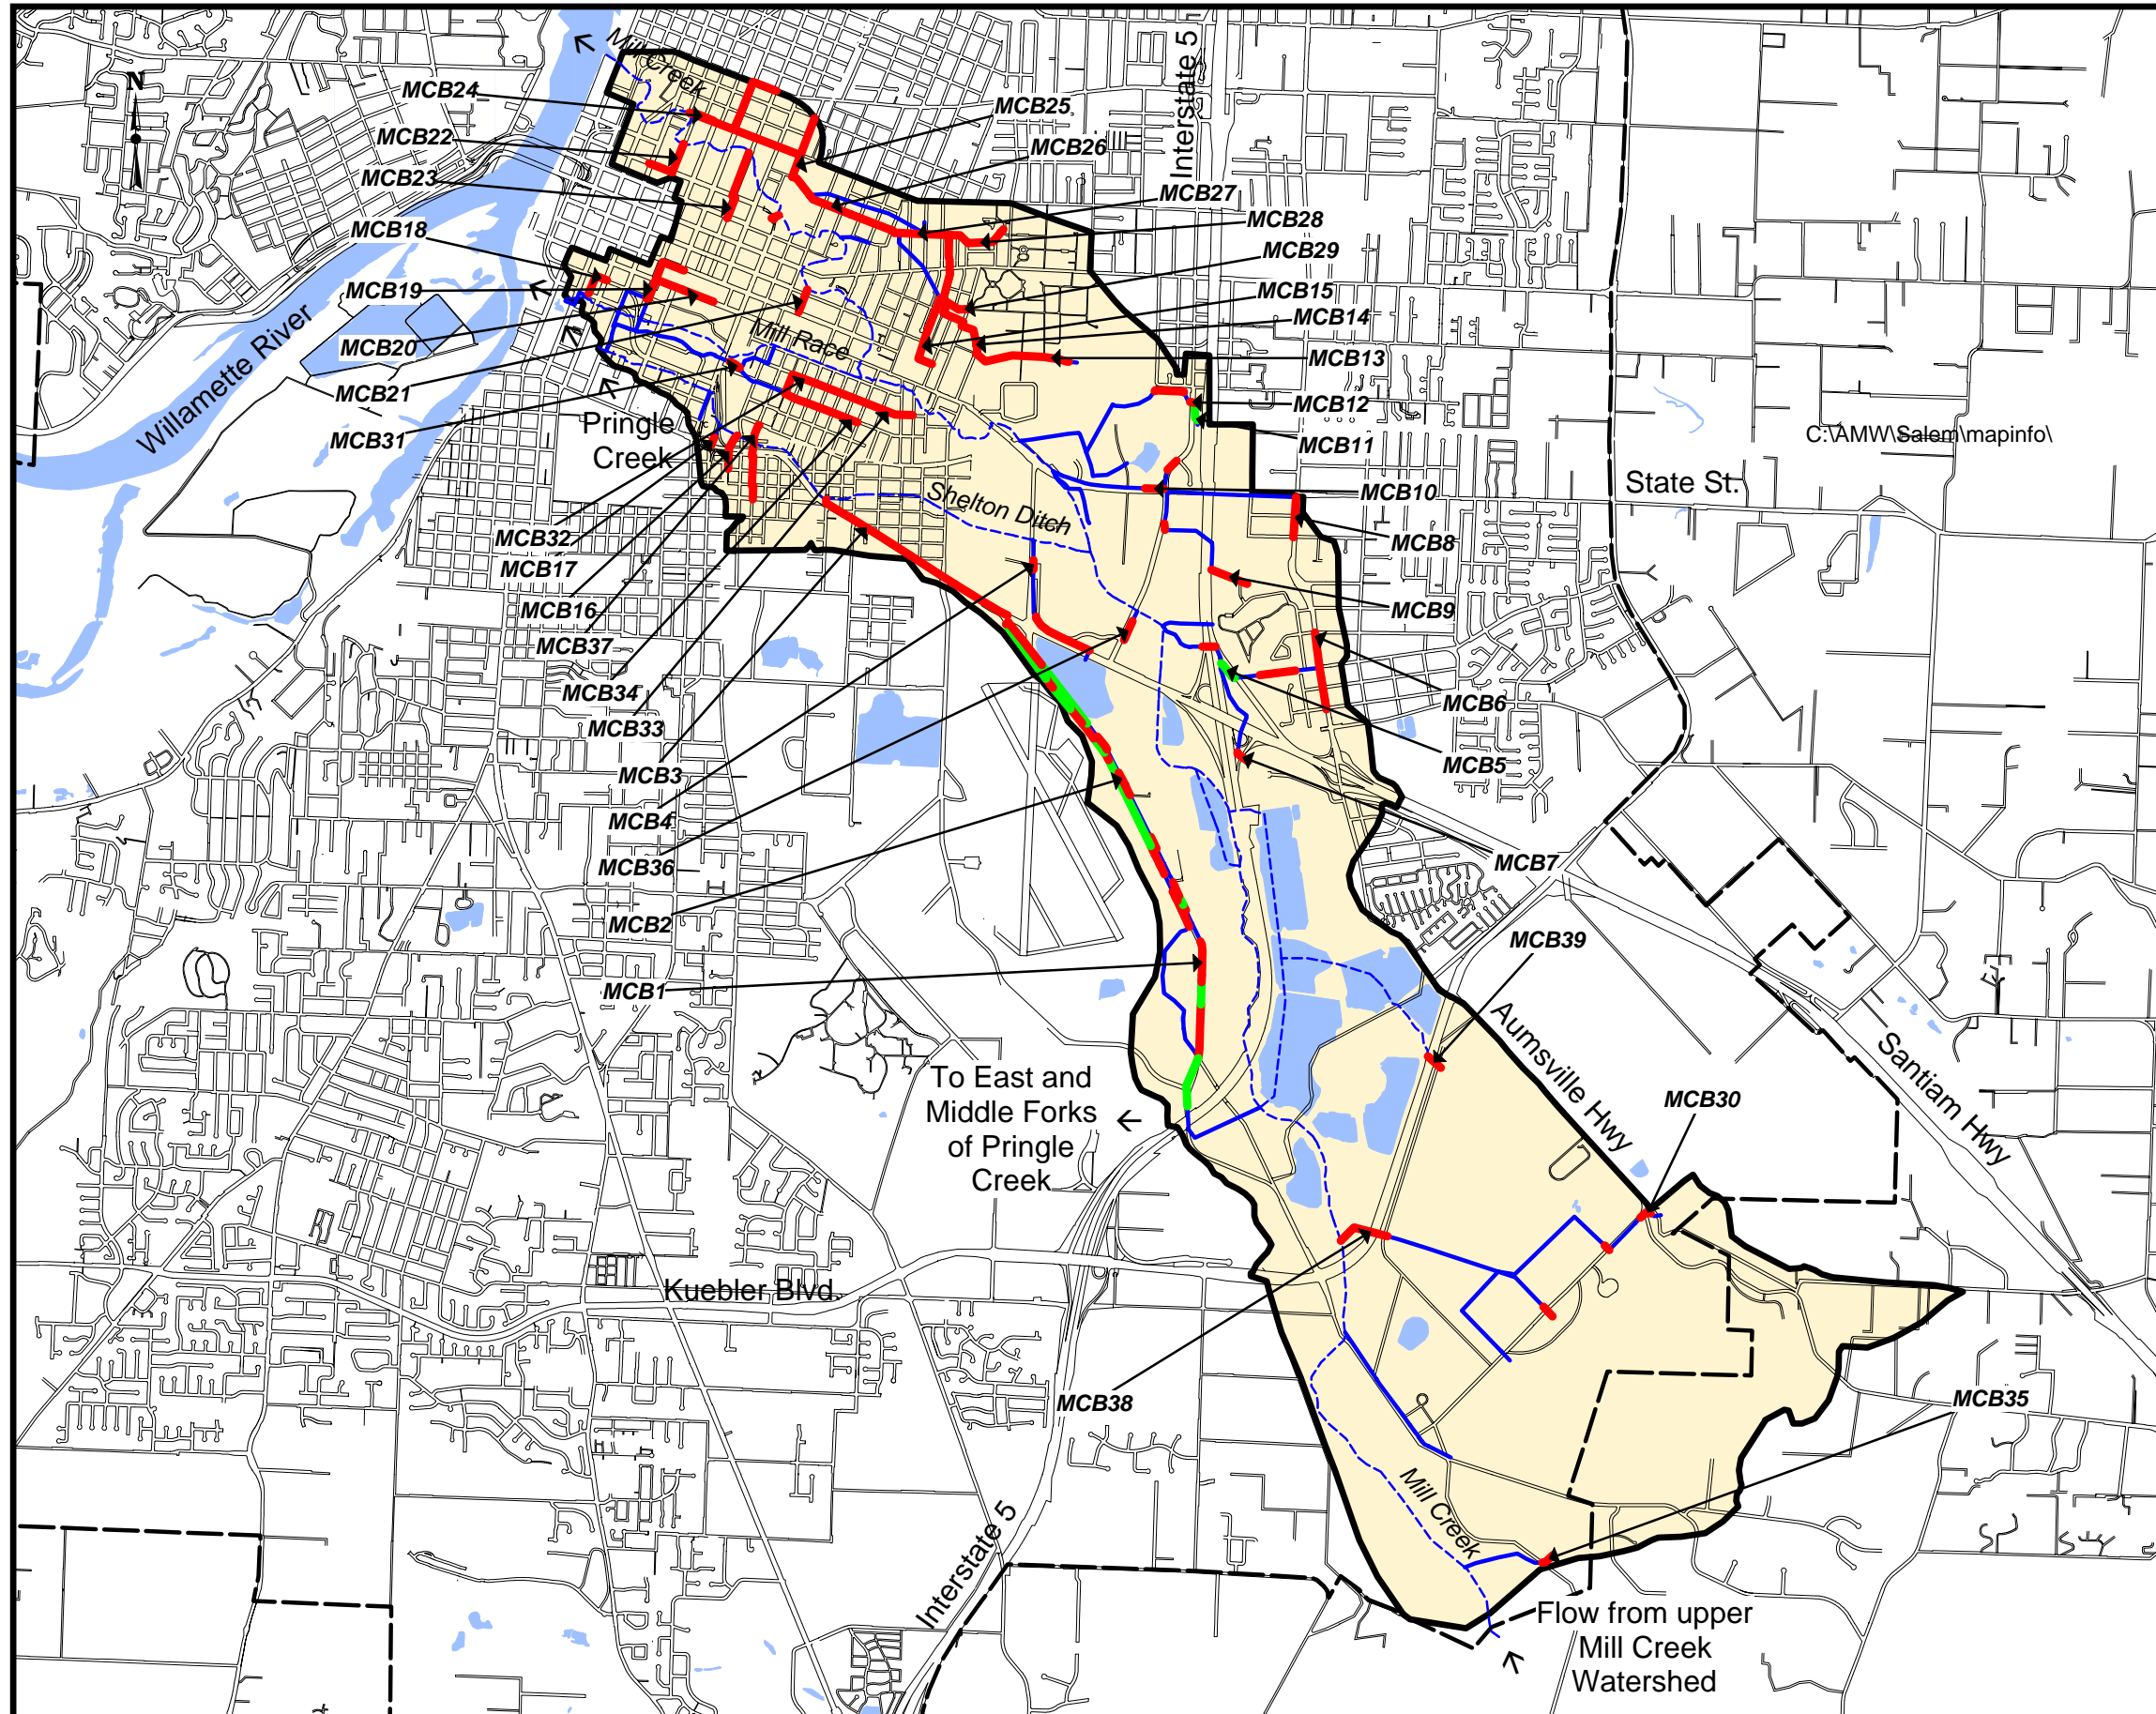 Mill
Creek
Interstate 5
N
MCB24
MCB25
MCB22
MCB26
MCB23
MCB27
MCB28
MCB18
MCB29
MCB19
MCB15
MCB14
MCB20
Mill Race
MCB13
Willamette River
MCB21
MCB12
MCB31
Pringle
Creek
MCB11
C:\AMW\Salem\mapinfo\
State St.
MCB10
Shelton Ditch
MCB32
MCB8
MCB17
MCB16
MCB9
MCB37
MCB34
MCB6
MCB33
MCB5
MCB3
MCB4
MCB36
MCB7
MCB2
MCB39
MCB1
Aumsville Hwy
Santiam Hwy
To East and
Middle Forks
of Pringle
Creek
MCB30
Kuebler Blvd.
MCB38
MCB35
Mill Creek
Interstate 5
Flow from upper
Mill Creek
Watershed